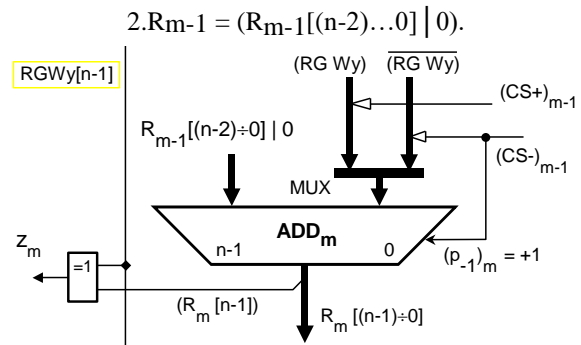 2.Rm-1 = (Rm-1[(n-2)…0] | 0).
RGWy[n-1]
(RG Wy) (RG Wy)
(CS+)m-1
Rm-1[(n-2)÷0] | 0
(CS-)m-1
MUX
ADDm
n-1 0
(p-1)m = +1
zm
=1
(Rm [n-1])
Rm [(n-1)÷0]